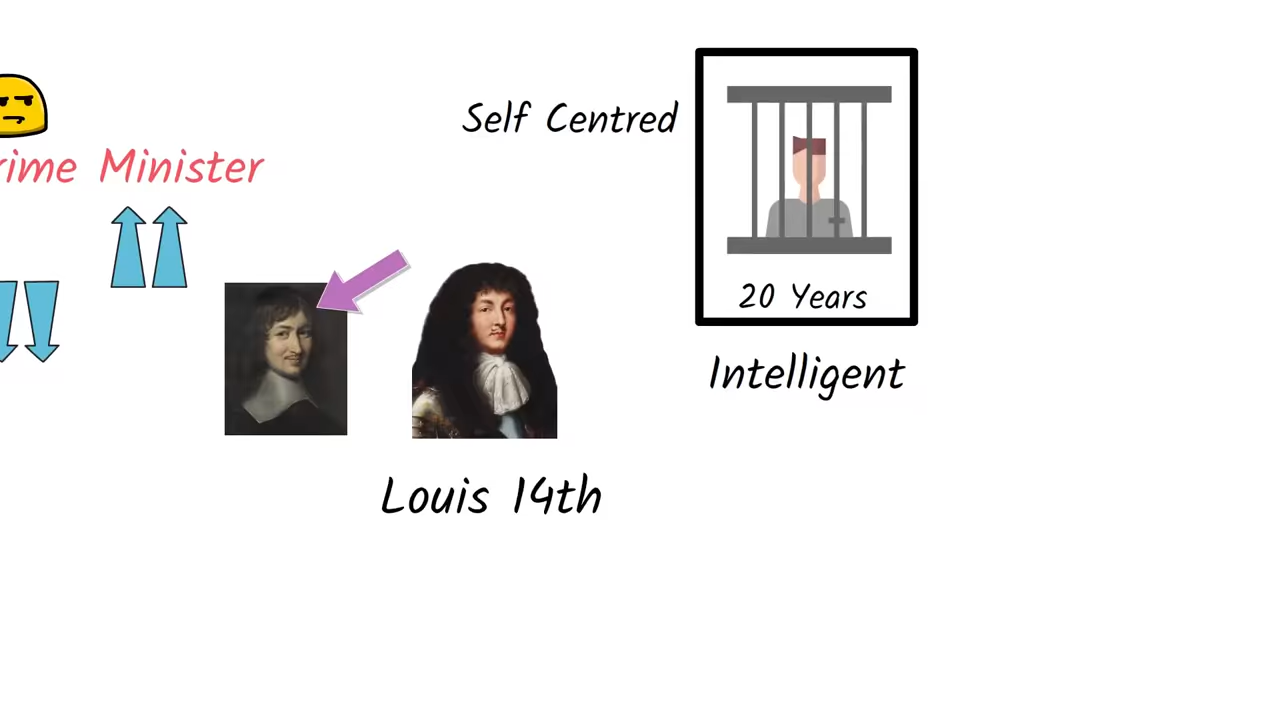 Self Centred
rime Minister
20 Years
Intelligent
Louis 14th